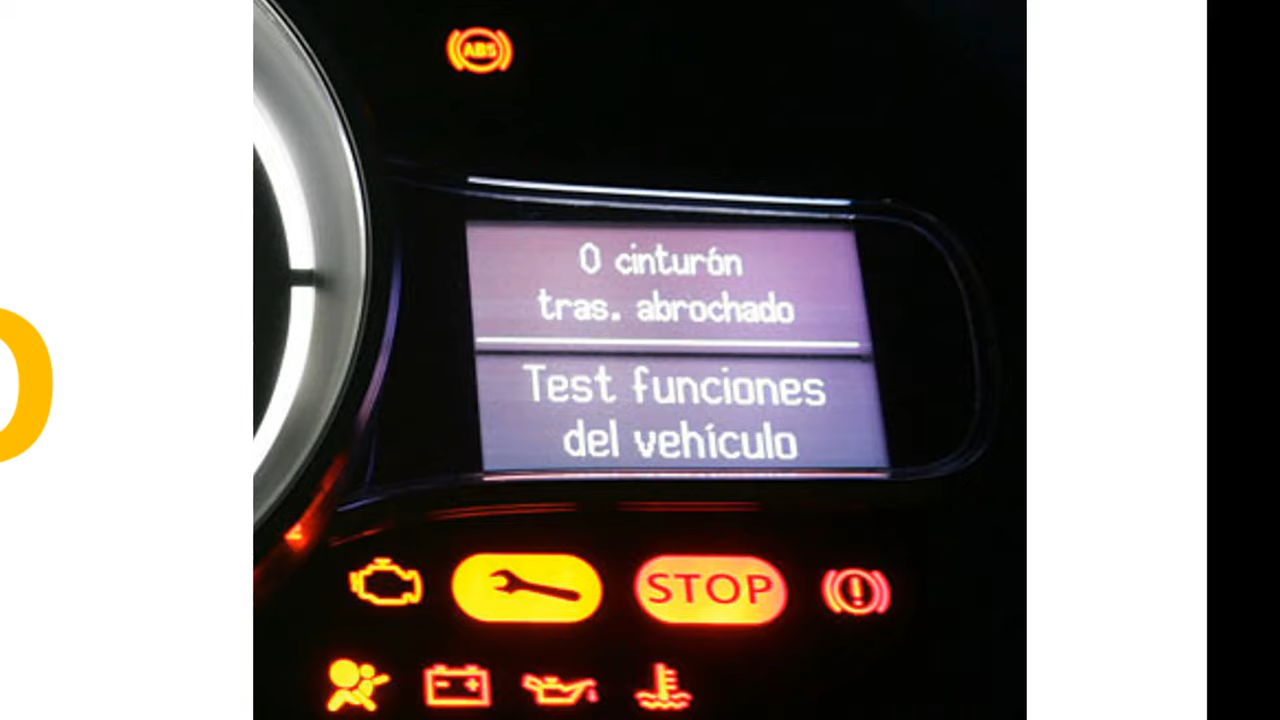 ABS
0 cinturón
tras. abrochado
Test funciones
del vehículo
STOP